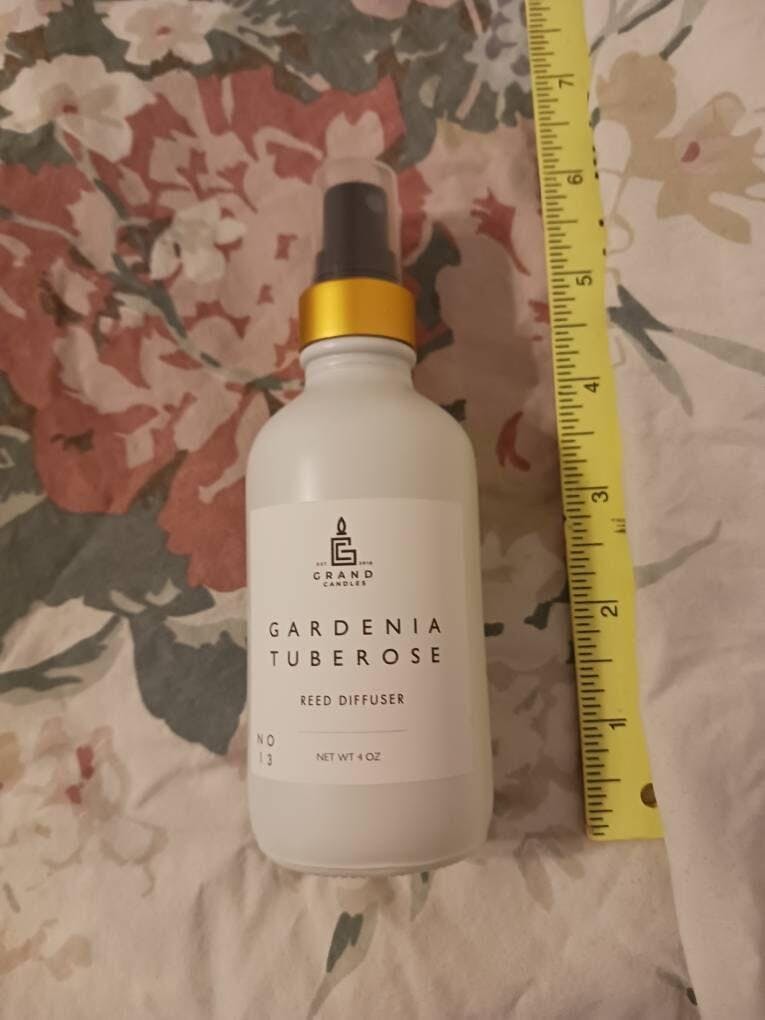 EST 2016
GRAND
CANDLES
GARDENIA
TUBEROSE
REED DIFFUSER
NO
13
NET WT 4 OZ
7
6
5
4
3
2
1